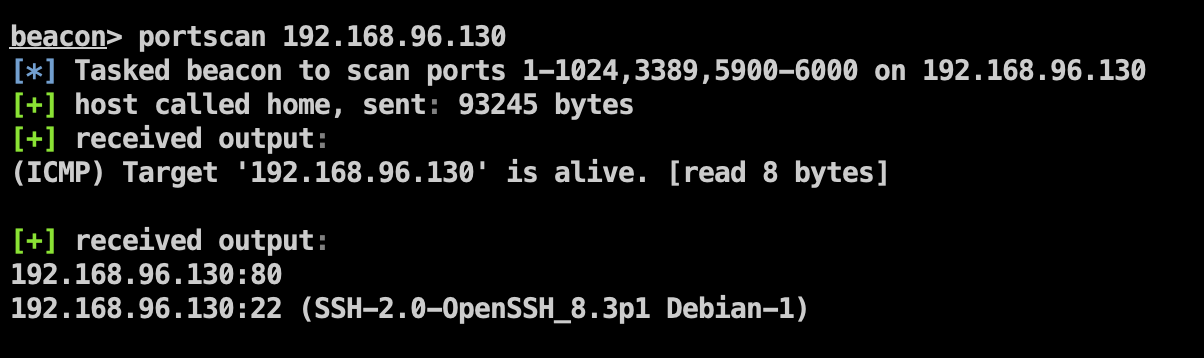 beacon> portscan 192.168.96.130
[*] Tasked beacon to scan ports 1-1024,3389,5900-6000 on 192.168.96.130
[+] host called home, sent: 93245 bytes
[+] received output:
(ICMP) Target '192.168.96.130' is alive. [read 8 bytes]
[+] received output:
192.168.96.130:80
192.168.96.130:22 (SSH-2.0-OpenSSH_8.3p1 Debian-1)